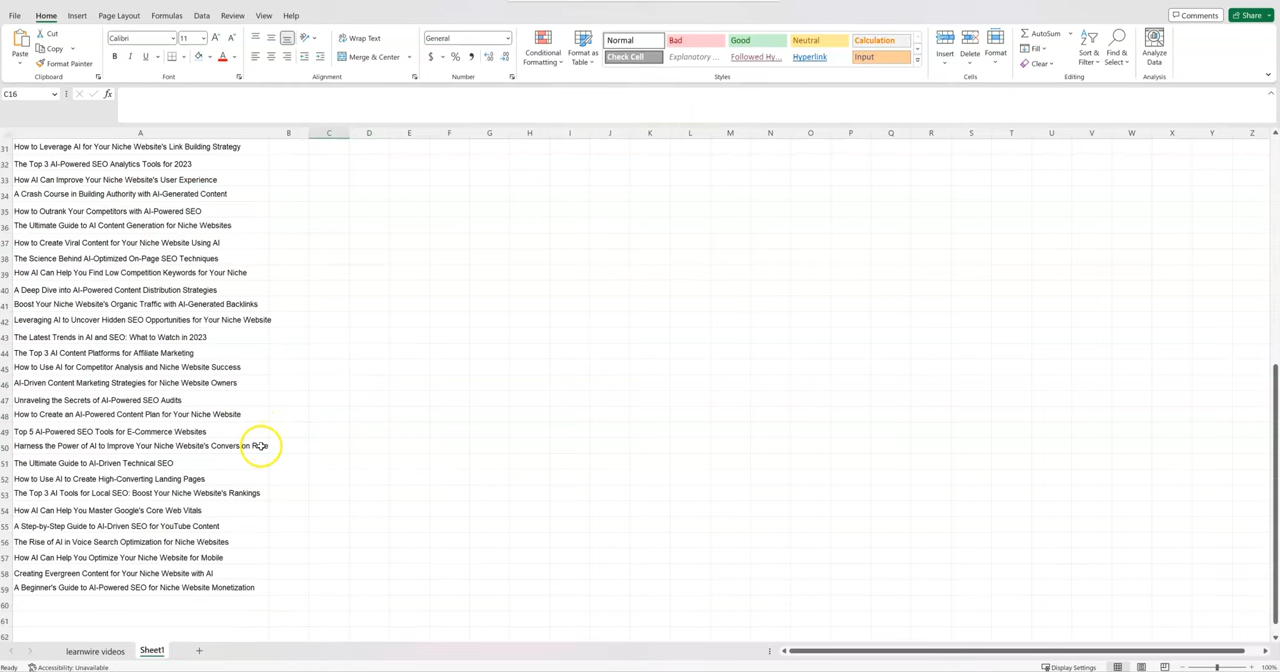 File Home Insert Page Layout Formulas Data Review View Help Comments Share
Cut
Copy
Format Painter
Paste
Clipboard
Calibri 11
B I U
Font
Wrap Text
Merge & Center
Alignment
General
$ % ,
Number
Conditional Formatting
Format as Table
Normal Bad Good Neutral Calculation
Check Cell Explanatory ... Followed Hy... Hyperlink Input
Styles
Insert Delete Format
Cells
AutoSum
Fill
Clear
Sort & Filter
Find & Select
Editing
Analyze Data
Analysis
C16 fx
A B C D E F G H I J K L M N O P Q R S T U V W X Y Z
31 How to Leverage AI for Your Niche Website's Link Building Strategy
32 The Top 3 AI-Powered SEO Analytics Tools for 2023
33 How AI Can Improve Your Niche Website's User Experience
34 A Crash Course in Building Authority with AI-Generated Content
35 How to Outrank Your Competitors with AI-Powered SEO
36 The Ultimate Guide to AI Content Generation for Niche Websites
37 How to Create Viral Content for Your Niche Website Using AI
38 The Science Behind AI-Optimized On-Page SEO Techniques
39 How AI Can Help You Find Low Competition Keywords for Your Niche
40 A Deep Dive into AI-Powered Content Distribution Strategies
41 Boost Your Niche Website's Organic Traffic with AI-Generated Backlinks
42 Leveraging AI to Uncover Hidden SEO Opportunities for Your Niche Website
43 The Latest Trends in AI and SEO: What to Watch in 2023
44 The Top 3 AI Content Platforms for Affiliate Marketing
45 How to Use AI for Competitor Analysis and Niche Website Success
46 AI-Driven Content Marketing Strategies for Niche Website Owners
47 Unraveling the Secrets of AI-Powered SEO Audits
48 How to Create an AI-Powered Content Plan for Your Niche Website
49 Top 5 AI-Powered SEO Tools for E-Commerce Websites
50 Harness the Power of AI to Improve Your Niche Website's Conversion Rate
51 The Ultimate Guide to AI-Driven Technical SEO
52 How to Use AI to Create High-Converting Landing Pages
53 The Top 3 AI Tools for Local SEO: Boost Your Niche Website's Rankings
54 How AI Can Help You Master Google's Core Web Vitals
55 A Step-by-Step Guide to AI-Driven SEO for YouTube Content
56 The Rise of AI in Voice Search Optimization for Niche Websites
57 How AI Can Help You Optimize Your Niche Website for Mobile
58 Creating Evergreen Content for Your Niche Website with AI
59 A Beginner's Guide to AI-Powered SEO for Niche Website Monetization
60
61
62
learnwire videos Sheet1
Ready Accessibility: Unavailable Display Settings 100%